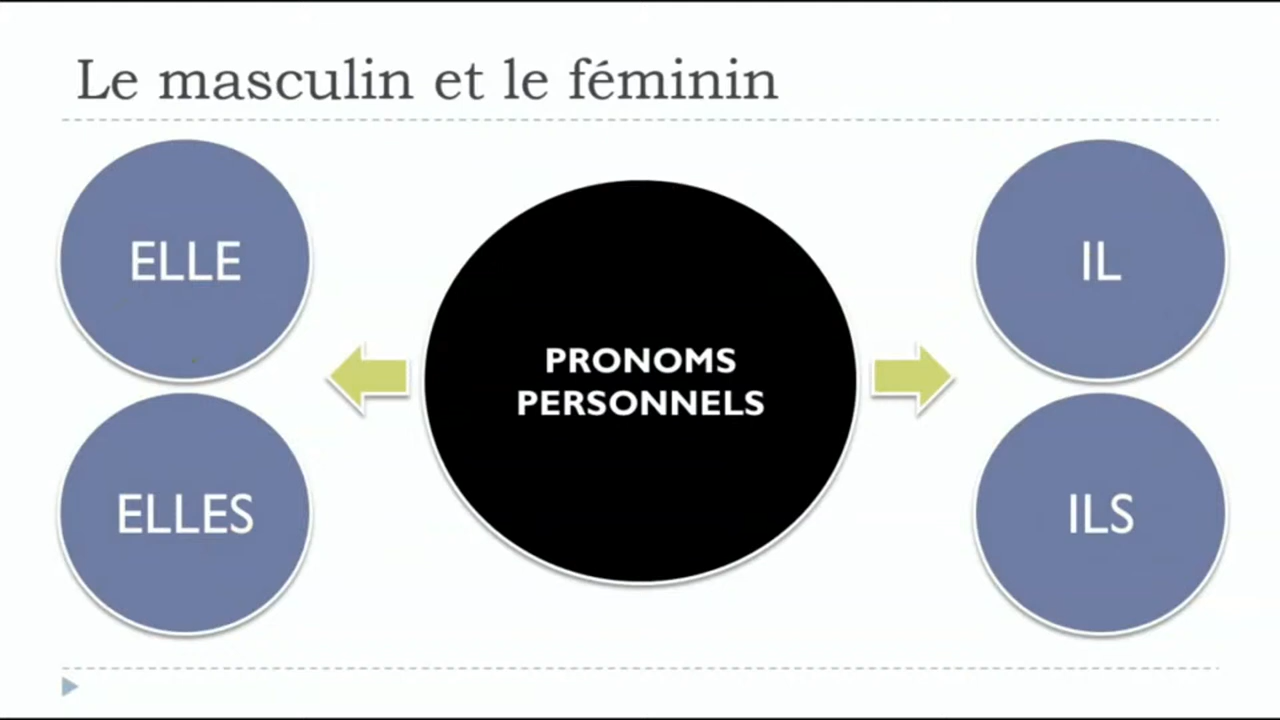 Le masculin et le féminin
ELLE
ELLES
PRONOMS
PERSONNELS
IL
ILS